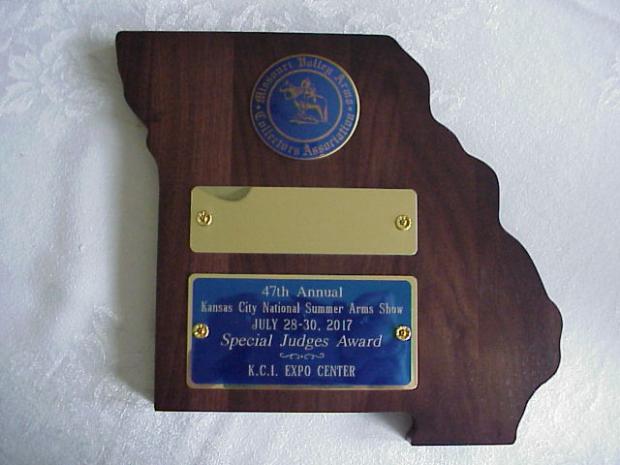 Missouri Valley Arms
Collectors Association
47th Annual
Kansas City National Summer Arms Show
JULY 28-30, 2017
Special Judges Award
K.C.I. EXPO CENTER